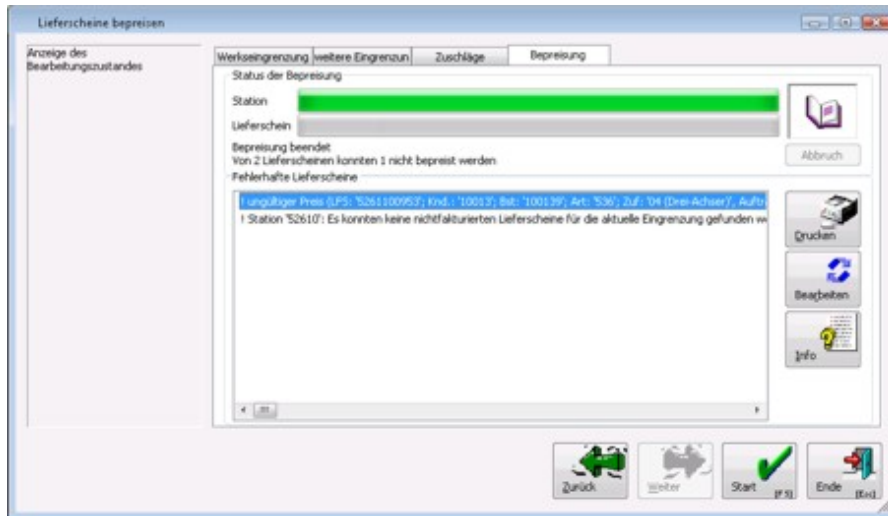 Lieferscheine bepreisen
Anzeige des
Bearbeitungszustandes
Werkseingrenzung weitere Eingrenzun Zuschläge Bepreisung
Status der Bepreisung
Station
Lieferschein
Bepreisung beendet
Von 2 Lieferscheinen konnten 1 nicht bepreist werden
Abbruch
Fehlerhafte Lieferscheine
! ungültiger Preis (LFS: '5261100953'; Knd.: '10013'; Bst: '100139'; Art: '536'; Zuf: '04 (Drei-Achser)', Auftr
! Station '52610': Es konnten keine nichtfakturierten Lieferscheine für die aktuelle Eingrenzung gefunden we
Drucken
Bearbeiten
Info
Zurück Weiter Start [F5] Ende [Esc]